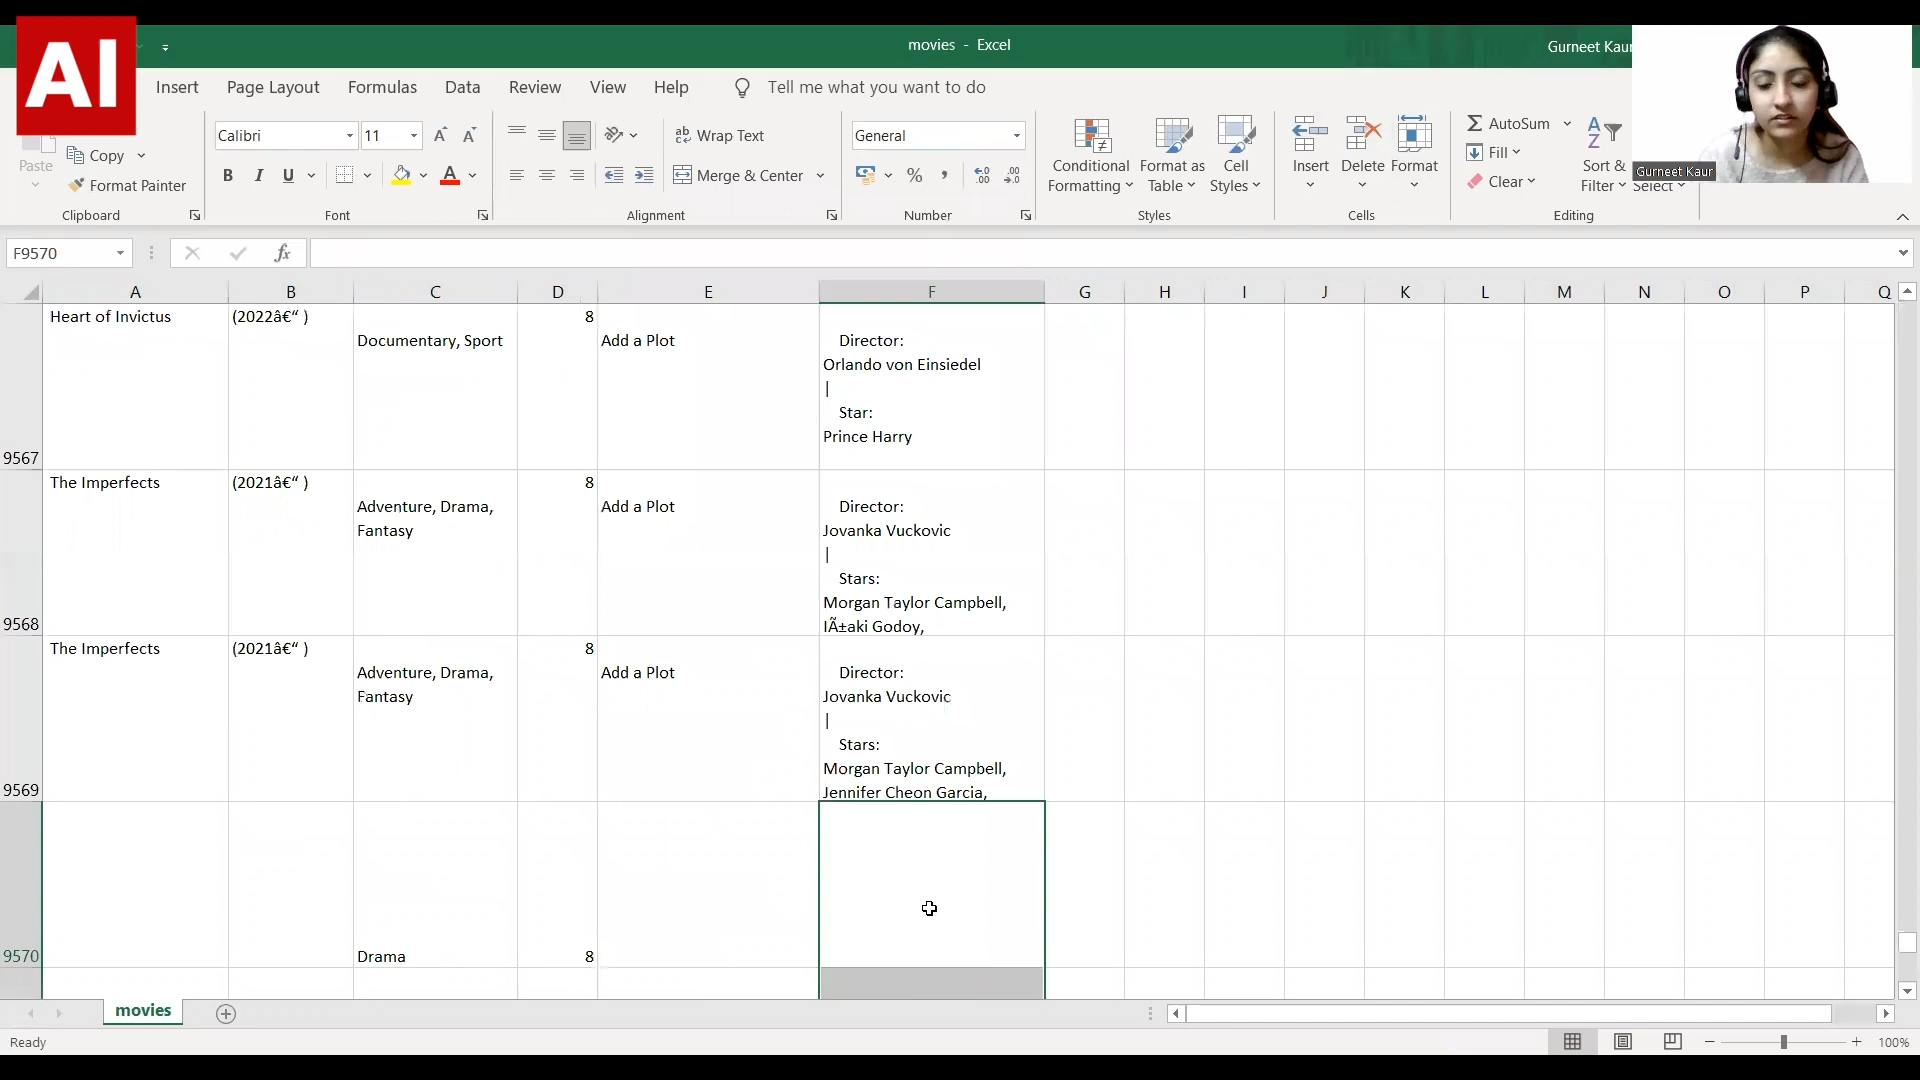 AI
movies - Excel
Gurneet Kaur
Insert Page Layout Formulas Data Review View Help Tell me what you want to do
Paste
Copy
Format Painter
Clipboard
Calibri 11
B I U
Font
Wrap Text
Merge & Center
Alignment
General
Number
Conditional Formatting
Format as Table
Cell Styles
Styles
Insert
Delete
Format
Cells
AutoSum
Fill
Clear
Sort & Filter
Select
Editing
Gurneet Kaur
F9570
fx
A B C D E F G H I J K L M N O P Q
Heart of Invictus (2022â€“ ) 8
Documentary, Sport Add a Plot Director:
Orlando von Einsiedel
|
Star:
Prince Harry
9567
The Imperfects (2021â€“ ) 8
Adventure, Drama, Add a Plot Director:
Fantasy Jovanka Vuckovic
|
Stars:
Morgan Taylor Campbell,
9568 IÃ±aki Godoy,
The Imperfects (2021â€“ ) 8
Adventure, Drama, Add a Plot Director:
Fantasy Jovanka Vuckovic
|
Stars:
Morgan Taylor Campbell,
9569 Jennifer Cheon Garcia,
9570 Drama 8
movies
Ready
100%